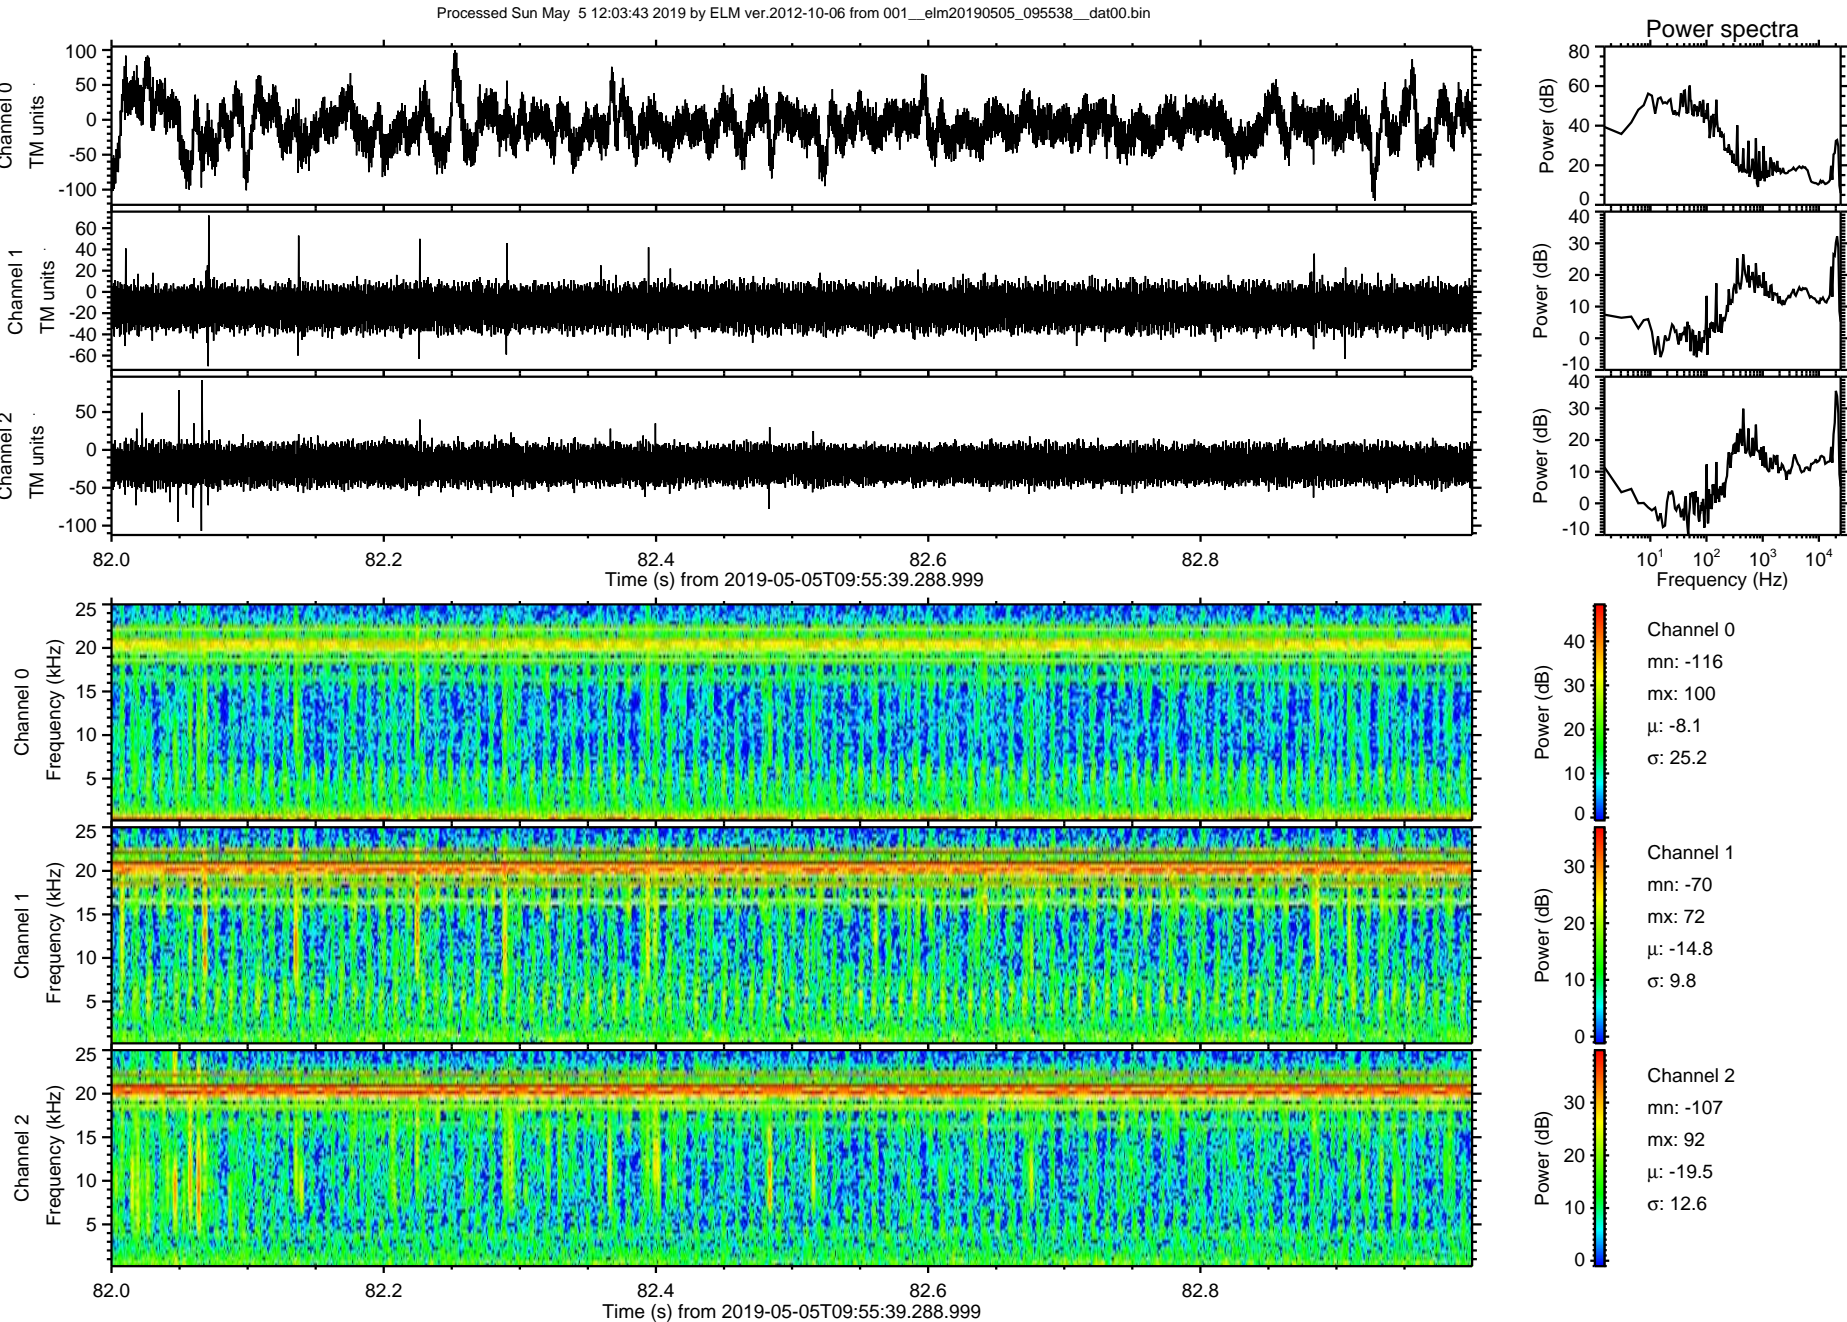 Processed Sun May  5 12:03:43 2019 by ELM ver.2012-10-06 from 001__elm20190505_095538__dat00.bin
Power spectra
Channel 0
TM units
100
50
0
-50
-100
Power (dB)
80
60
40
20
0
Channel 1
TM units
60
40
20
0
-20
-40
-60
Power (dB)
40
30
20
10
0
-10
Channel 2
TM units
50
0
-50
-100
Power (dB)
40
30
20
10
0
-10
82.0 82.2 82.4 82.6 82.8
Time (s) from 2019-05-05T09:55:39.288.999
10¹ 10² 10³ 10⁴
Frequency (Hz)
Channel 0
Frequency (kHz)
25
20
15
10
5
Power (dB)
40
30
20
10
0
Channel 0
mn: -116
mx: 100
μ: -8.1
σ: 25.2
Channel 1
Frequency (kHz)
25
20
15
10
5
Power (dB)
30
20
10
0
Channel 1
mn: -70
mx: 72
μ: -14.8
σ: 9.8
Channel 2
Frequency (kHz)
25
20
15
10
5
Power (dB)
30
20
10
0
Channel 2
mn: -107
mx: 92
μ: -19.5
σ: 12.6
82.0 82.2 82.4 82.6 82.8
Time (s) from 2019-05-05T09:55:39.288.999